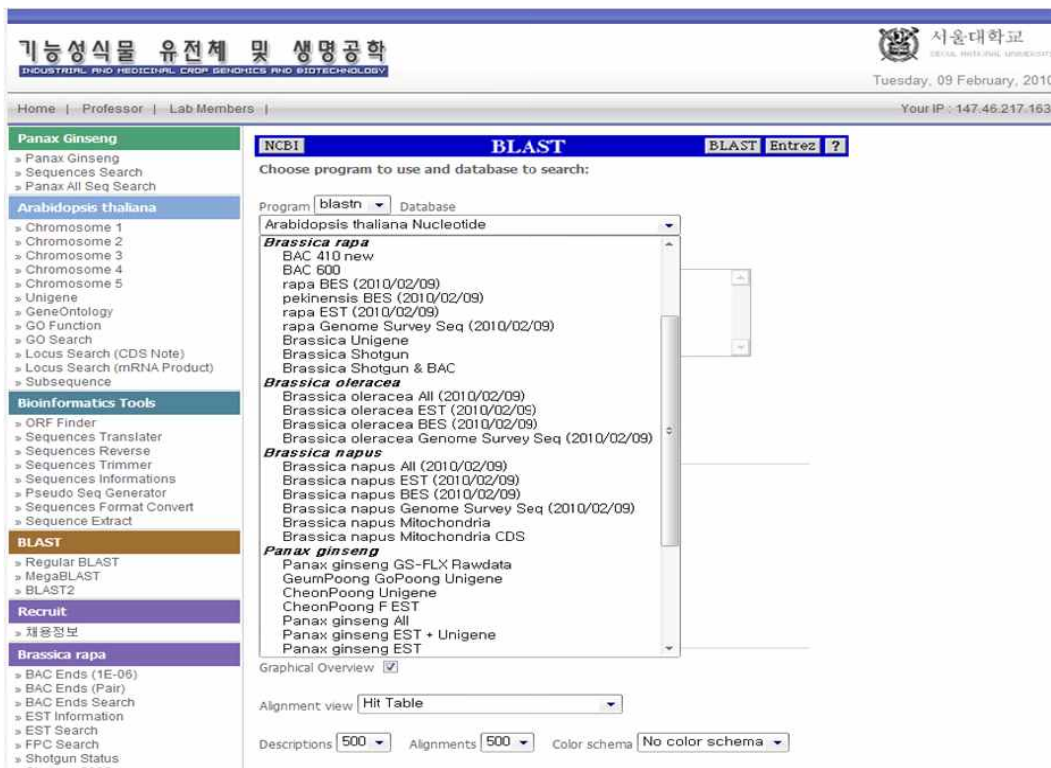 기능성식물 유전체 및 생명공학
INDUSTRIAL AND MEDICINAL CROP GENOMICS AND BIOTECHNOLOGY
서울대학교
SEOUL NATIONAL UNIVERSITY
Tuesday, 09 February, 2010
Home | Professor | Lab Members |
Your IP : 147.46.217.163
Panax Ginseng
» Panax Ginseng
» Sequences Search
» Panax All Seq Search
Arabidopsis thaliana
» Chromosome 1
» Chromosome 2
» Chromosome 3
» Chromosome 4
» Chromosome 5
» Unigene
» GeneOntology
» GO Function
» GO Search
» Locus Search (CDS Note)
» Locus Search (mRNA Product)
» Subsequence
Bioinformatics Tools
» ORF Finder
» Sequences Translater
» Sequences Reverse
» Sequences Trimmer
» Sequences Informations
» Pseudo Seq Generator
» Sequences Format Convert
» Sequence Extract
BLAST
» Regular BLAST
» MegaBLAST
» BLAST2
Recruit
» 채용정보
Brassica rapa
» BAC Ends (1E-06)
» BAC Ends (Pair)
» BAC Ends Search
» EST Information
» EST Search
» FPC Search
» Shotgun Status
NCBI BLAST BLAST Entrez ?
Choose program to use and database to search:
Program blastn Database
Arabidopsis thaliana Nucleotide
Brassica rapa
BAC 410 new
BAC 600
rapa BES (2010/02/09)
pekinensis BES (2010/02/09)
rapa EST (2010/02/09)
rapa Genome Survey Seq (2010/02/09)
Brassica Unigene
Brassica Shotgun
Brassica Shotgun & BAC
Brassica oleracea
Brassica oleracea All (2010/02/09)
Brassica oleracea EST (2010/02/09)
Brassica oleracea BES (2010/02/09)
Brassica oleracea Genome Survey Seq (2010/02/09)
Brassica napus
Brassica napus All (2010/02/09)
Brassica napus EST (2010/02/09)
Brassica napus BES (2010/02/09)
Brassica napus Genome Survey Seq (2010/02/09)
Brassica napus Mitochondria
Brassica napus Mitochondria CDS
Panax ginseng
Panax ginseng GS-FLX Rawdata
GeumPoong GoPoong Unigene
CheonPoong Unigene
CheonPoong F EST
Panax ginseng All
Panax ginseng EST + Unigene
Panax ginseng EST
Graphical Overview
Alignment view Hit Table
Descriptions 500 Alignments 500 Color schema No color schema